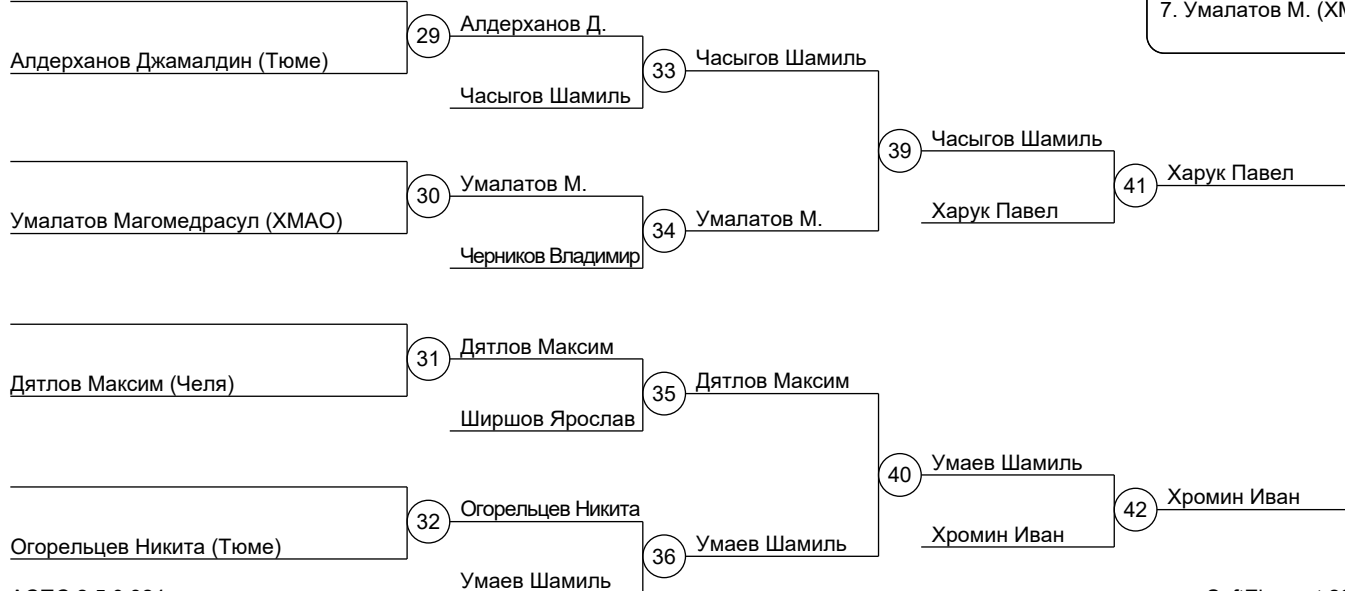 7. Умалатов М.
29
Алдерханов Д.
Алдерханов Джамалдин (Тюме)
33
Часыгов Шамиль
Часыгов Шамиль
39
Часыгов Шамиль
30
Умалатов М.
41
Харук Павел
Умалатов Магомедрасул (ХМАО)
34
Умалатов М.
Харук Павел
Черников Владимир
31
Дятлов Максим
Дятлов Максим (Челя)
35
Дятлов Максим
Ширшов Ярослав
40
Умаев Шамиль
32
Огорельцев Никита
42
Хромин Иван
Огорельцев Никита (Тюме)
36
Умаев Шамиль
Хромин Иван
Умаев Шамиль